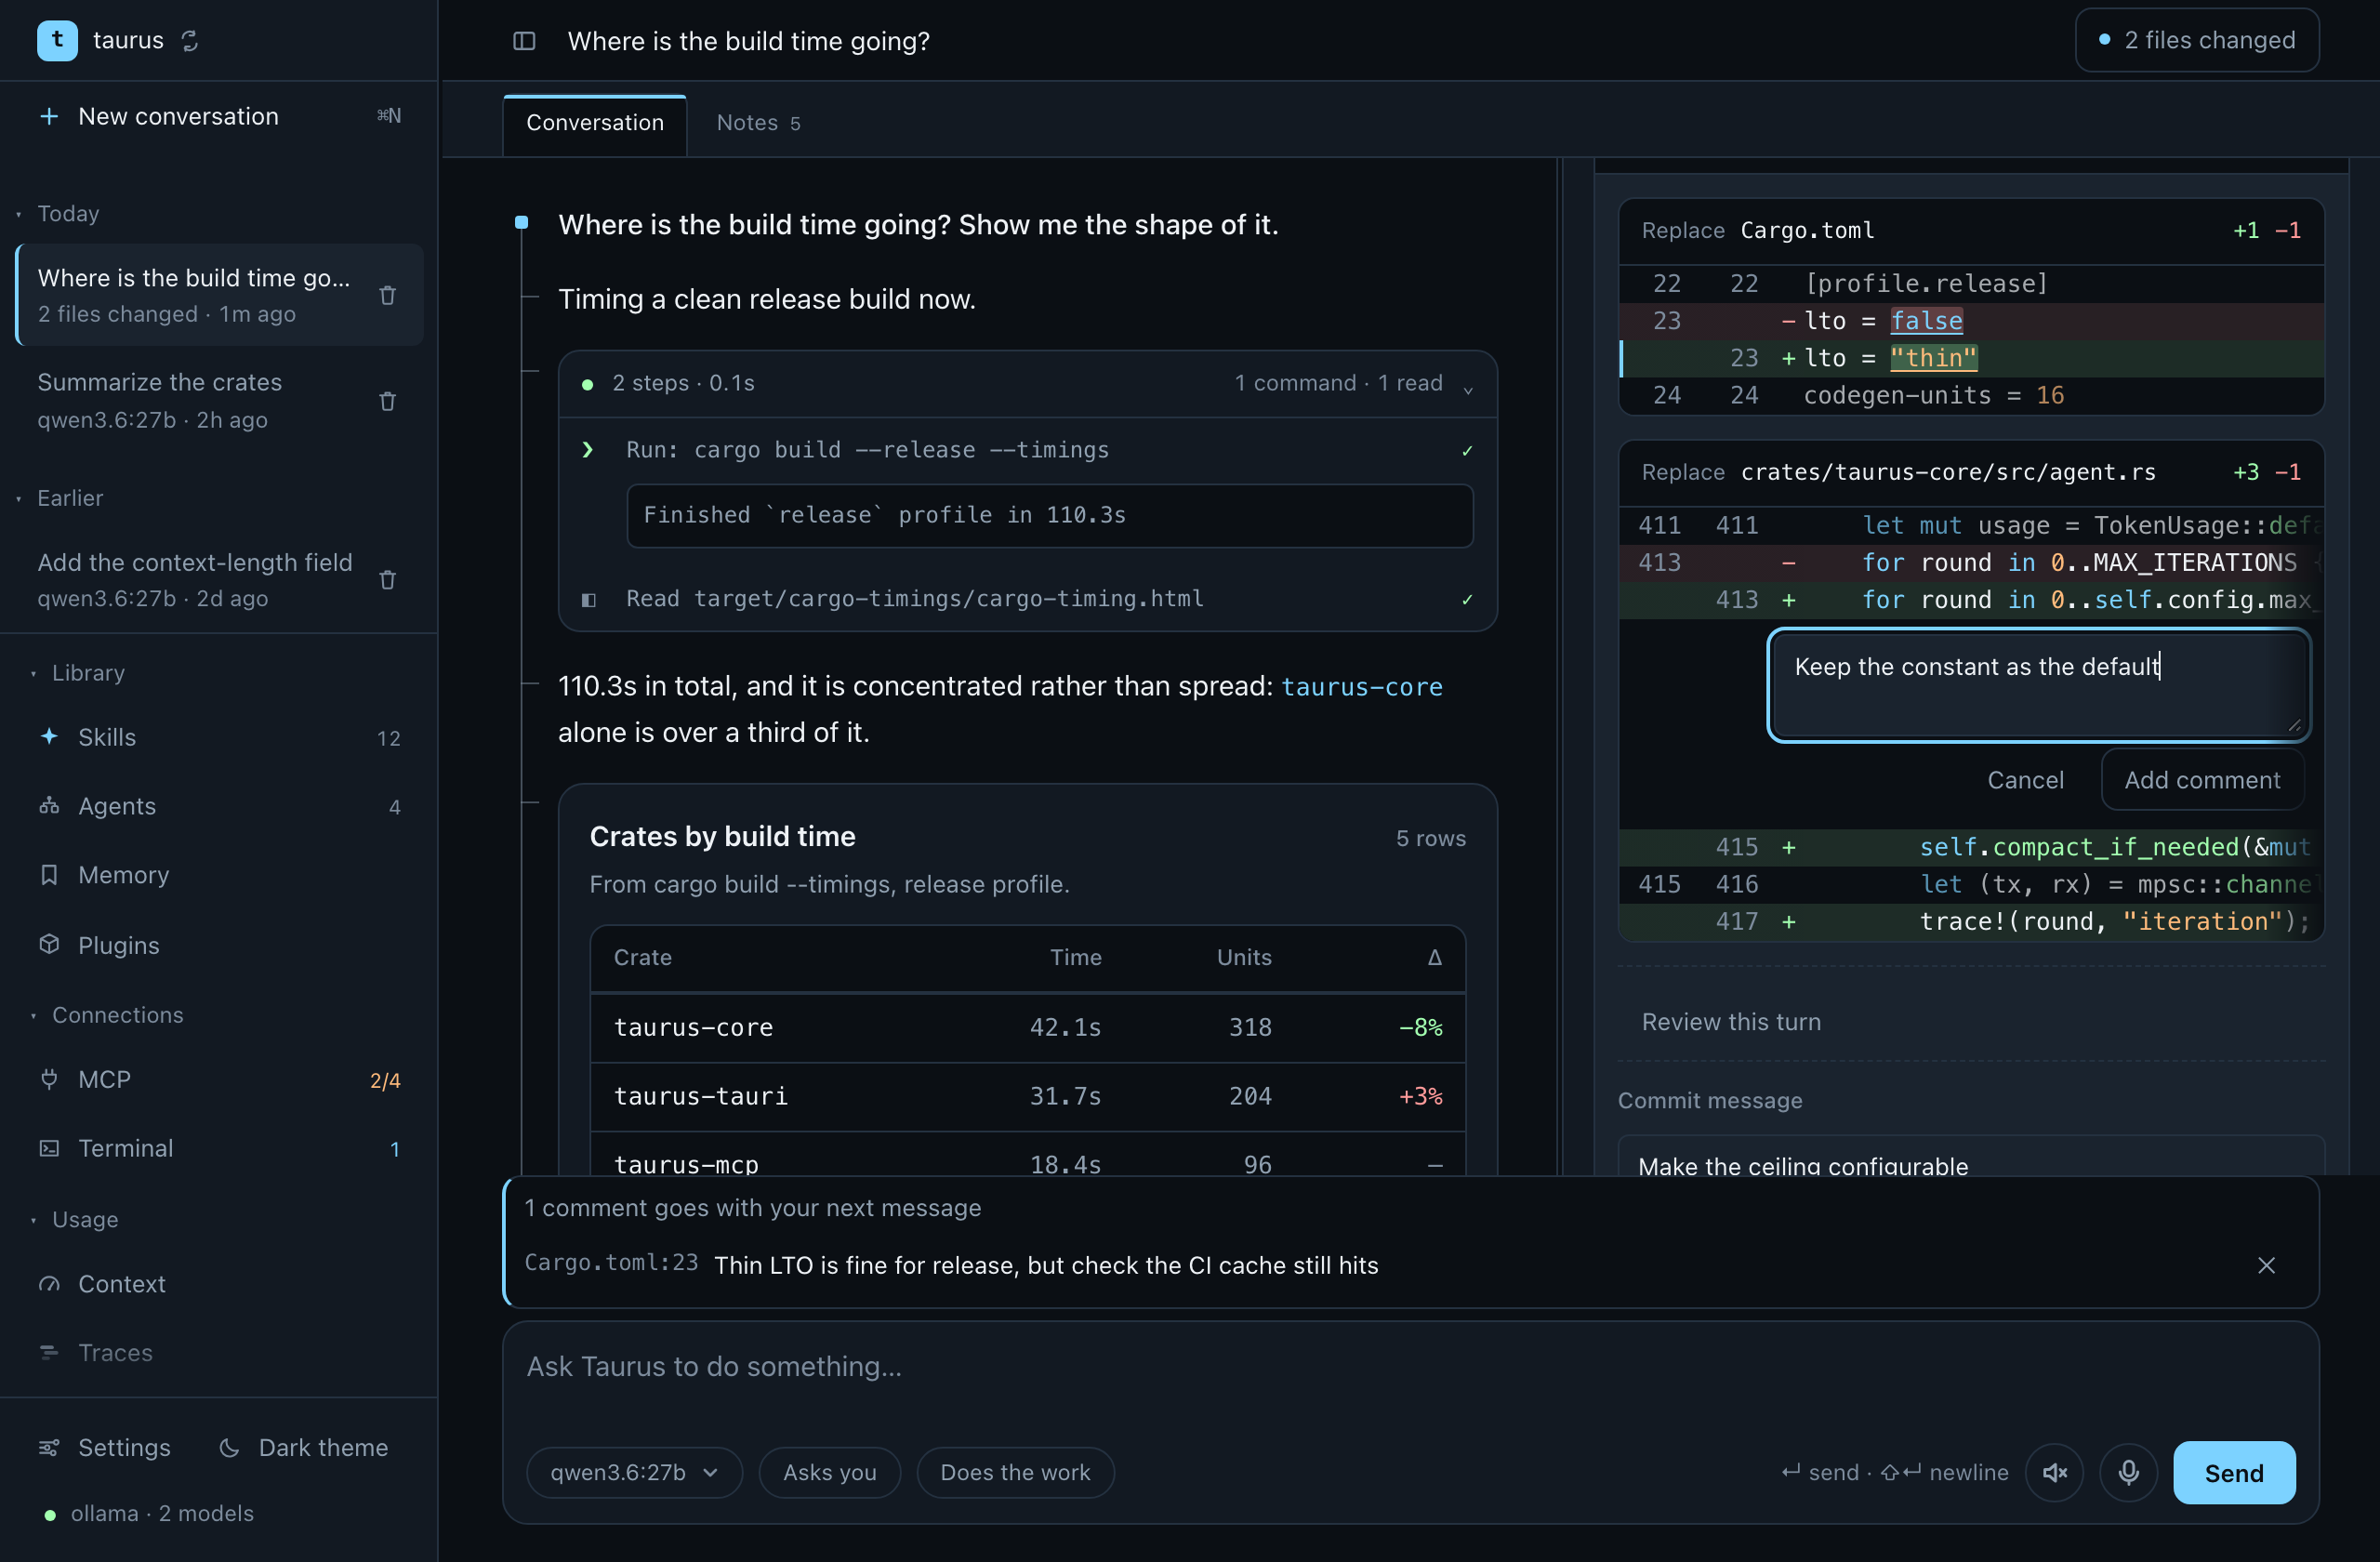 t taurus
New conversation ⌘N
Today
Where is the build time go...
2 files changed · 1m ago
Summarize the crates
qwen3.6:27b · 2h ago
Earlier
Add the context-length field
qwen3.6:27b · 2d ago
Library
Skills 12
Agents 4
Memory
Plugins
Connections
MCP 2/4
Terminal 1
Usage
Context
Traces
Settings Dark theme
ollama · 2 models
Where is the build time going?
2 files changed
Conversation Notes 5
Where is the build time going? Show me the shape of it.
Timing a clean release build now.
2 steps · 0.1s 1 command · 1 read
Run: cargo build --release --timings ✓
Finished `release` profile in 110.3s
Read target/cargo-timings/cargo-timing.html ✓
110.3s in total, and it is concentrated rather than spread: taurus-core
alone is over a third of it.
Crates by build time 5 rows
From cargo build --timings, release profile.
Crate Time Units Δ
taurus-core 42.1s 318 −8%
taurus-tauri 31.7s 204 +3%
taurus-mcp 18.4s 96 —
Replace Cargo.toml +1 −1
22 22 [profile.release]
23 − lto = false
23 + lto = "thin"
24 24 codegen-units = 16
Replace crates/taurus-core/src/agent.rs +3 −1
411 411 let mut usage = TokenUsage::defa
413 − for round in 0..MAX_ITERATIONS {
413 + for round in 0..self.config.max_
Keep the constant as the default
Cancel Add comment
415 + self.compact_if_needed(&mut
415 416 let (tx, rx) = mpsc::channel
417 + trace!(round, "iteration");
Review this turn
Commit message
Make the ceiling configurable
1 comment goes with your next message
Cargo.toml:23 Thin LTO is fine for release, but check the CI cache still hits
Ask Taurus to do something...
qwen3.6:27b Asks you Does the work ↵ send · ⇧↵ newline Send